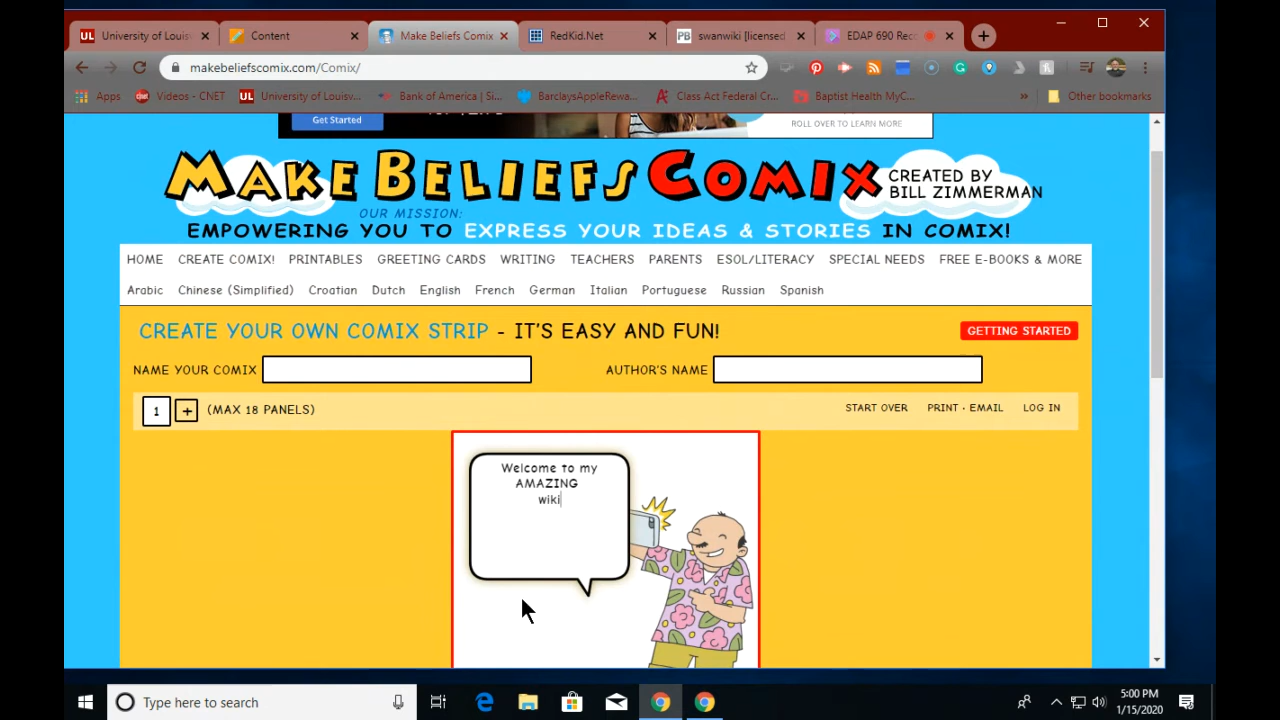 University of Louisv
Content
Make Beliefs Comix
RedKid.Net
PB
swanwiki [licensed
EDAP 690 Reco
makebeliefscomix.com/Comix/
Apps
Videos - CNET
UL
University of Louisv...
Bank of America | Si...
BarclaysAppleRewa...
Class Act Federal Cr...
Baptist Health MyC...
»
Other bookmarks
Get Started
ROLL OVER TO LEARN MORE
MAKE BELIEFS COMIX
CREATED BY
BILL ZIMMERMAN
OUR MISSION:
EMPOWERING YOU TO EXPRESS YOUR IDEAS & STORIES IN COMIX!
HOME CREATE COMIX! PRINTABLES GREETING CARDS WRITING TEACHERS PARENTS ESOL/LITERACY SPECIAL NEEDS FREE E-BOOKS & MORE
Arabic Chinese (Simplified) Croatian Dutch English French German Italian Portuguese Russian Spanish
CREATE YOUR OWN COMIX STRIP - IT'S EASY AND FUN!
GETTING STARTED
NAME YOUR COMIX
AUTHOR'S NAME
1 + (MAX 18 PANELS)
START OVER PRINT · EMAIL LOG IN
Welcome to my
AMAZING
wiki
Type here to search
5:00 PM
1/15/2020